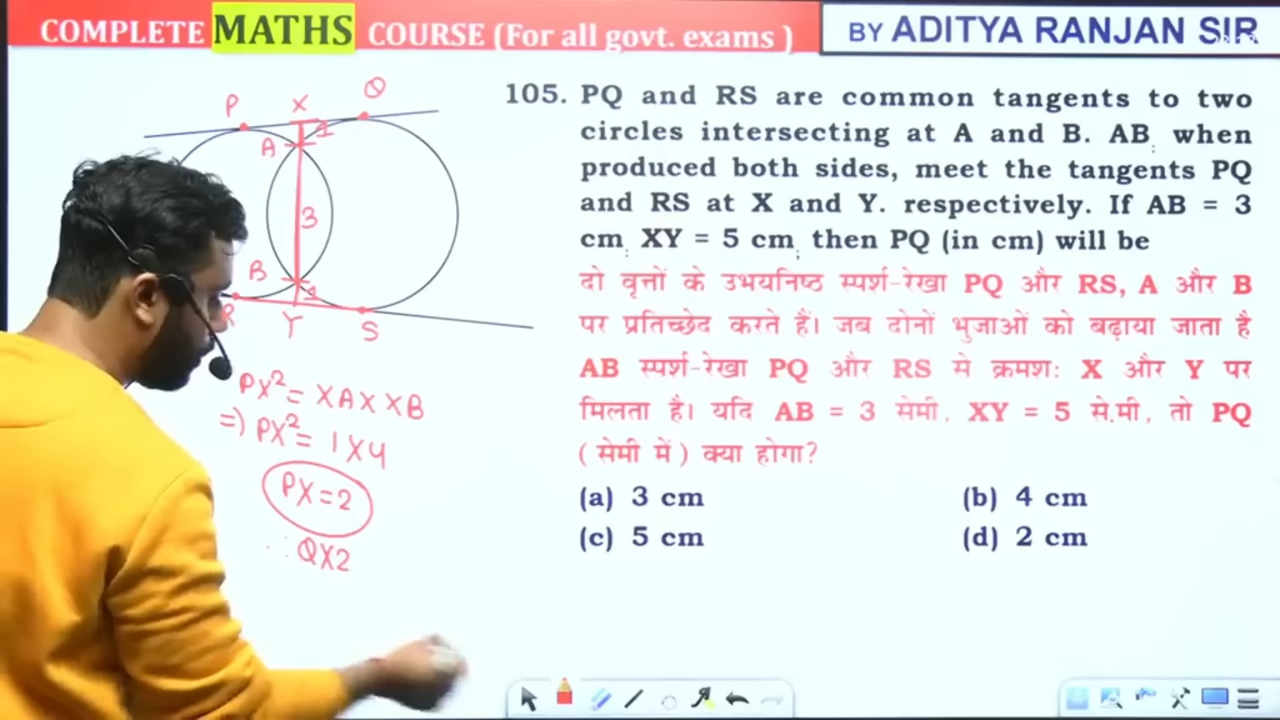 COMPLETE MATHS COURSE (For all govt. exams )
BY ADITYA RANJAN SIR
105. PQ and RS are common tangents to two
circles intersecting at A and B. AB when
produced both sides, meet the tangents PQ
and RS at X and Y. respectively. If AB = 3
cm XY = 5 cm then PQ (in cm) will be
दो वृत्तों के उभयनिष्ठ स्पर्श-रेखा PQ और RS, A और B
पर प्रतिच्छेद करते हैं। जब दोनों भुजाओं को बढ़ाया जाता है
AB स्पर्श-रेखा PQ और RS मे क्रमश: X और Y पर
मिलता है। यदि AB = 3 सेमी, XY = 5 से.मी, तो PQ
( सेमी में ) क्या होगा?
(a) 3 cm
(b) 4 cm
(c) 5 cm
(d) 2 cm
P X Q
A 1
3
B 1
R Y S
PX² = XA × XB
⇒) PX² = 1 × 4
PX = 2
∴ QX2